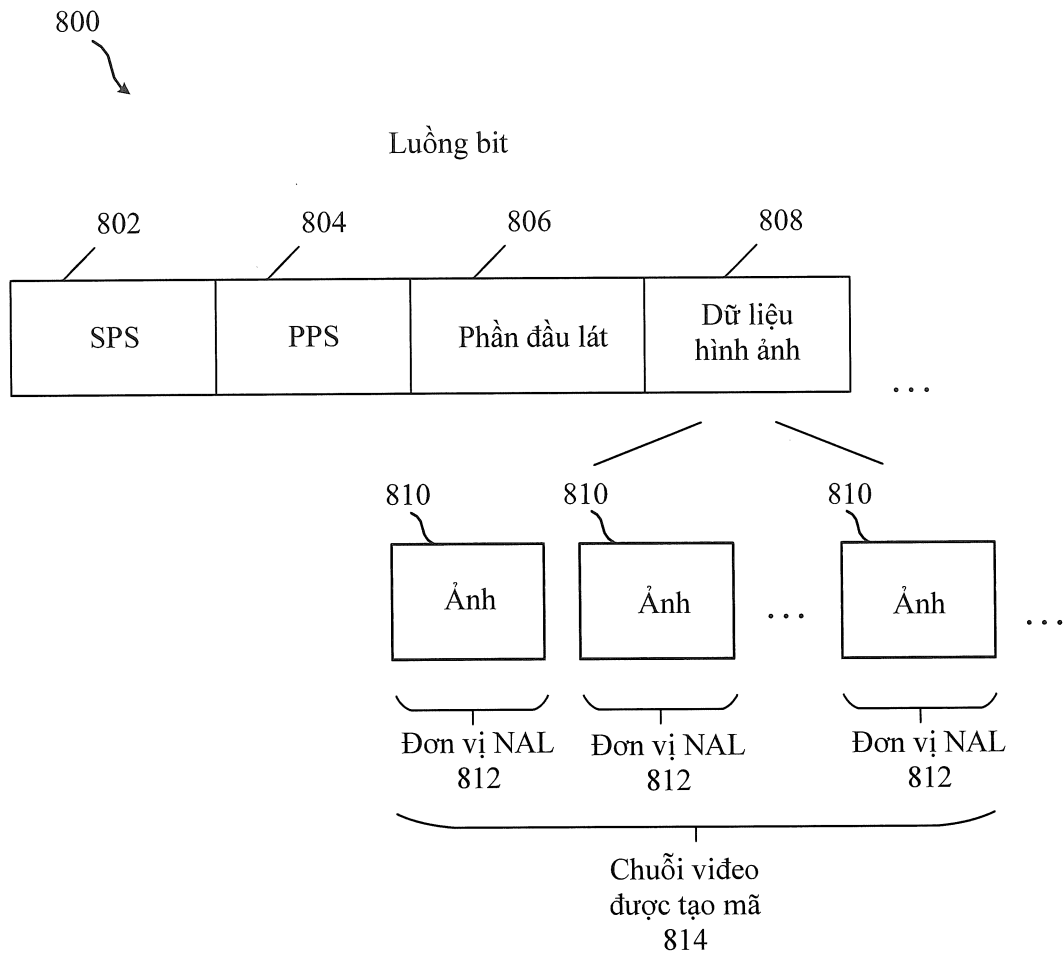 800
Luồng bit
802 804 806 808
SPS PPS Phần đầu lát Dữ liệu
hình ảnh
...
810 810 810
Ảnh Ảnh ... Ảnh ...
Đơn vị NAL Đơn vị NAL Đơn vị NAL
812 812 812
Chuỗi viđeo
được tạo mã
814